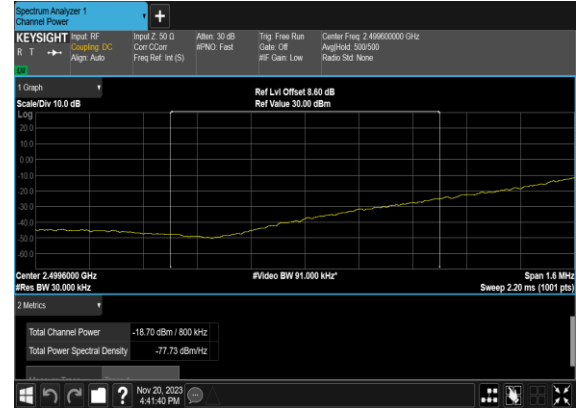 Spectrum Analyzer 1
Channel Power
+
KEYSIGHT
R T
LXI
Input: RF
Coupling: DC
Align: Auto
Input Z: 50 Ω
Corr CCorr
Freq Ref: Int (S)
Atten: 30 dB
#PNO: Fast
Trig: Free Run
Gate: Off
#IF Gain: Low
Center Freq: 2.499600000 GHz
Avg|Hold: 500/500
Radio Std: None
1 Graph
Scale/Div 10.0 dB
Ref Lvl Offset 8.60 dB
Ref Value 30.00 dBm
Log
20.0
10.0
0.00
-10.0
-20.0
-30.0
-40.0
-50.0
-60.0
Center 2.4996000 GHz
#Res BW 30.000 kHz
#Video BW 91.000 kHz*
Span 1.6 MHz
Sweep 2.20 ms (1001 pts)
2 Metrics
Total Channel Power -18.70 dBm / 800 kHz
Total Power Spectral Density -77.73 dBm/Hz
?
Nov 20, 2023
4:41:40 PM